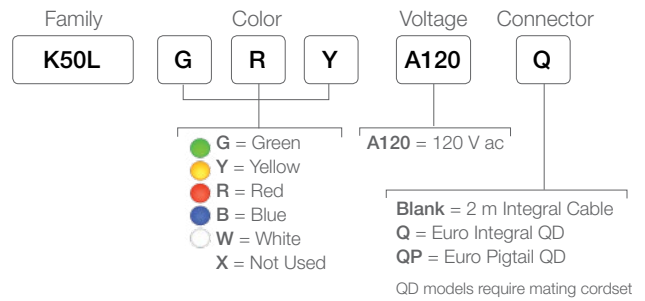 Family Color Voltage Connector
K50L G R Y A120 Q
G = Green
Y = Yellow
R = Red
B = Blue
W = White
X = Not Used
A120 = 120 V ac
Blank = 2 m Integral Cable
Q = Euro Integral QD
QP = Euro Pigtail QD
QD models require mating cordset